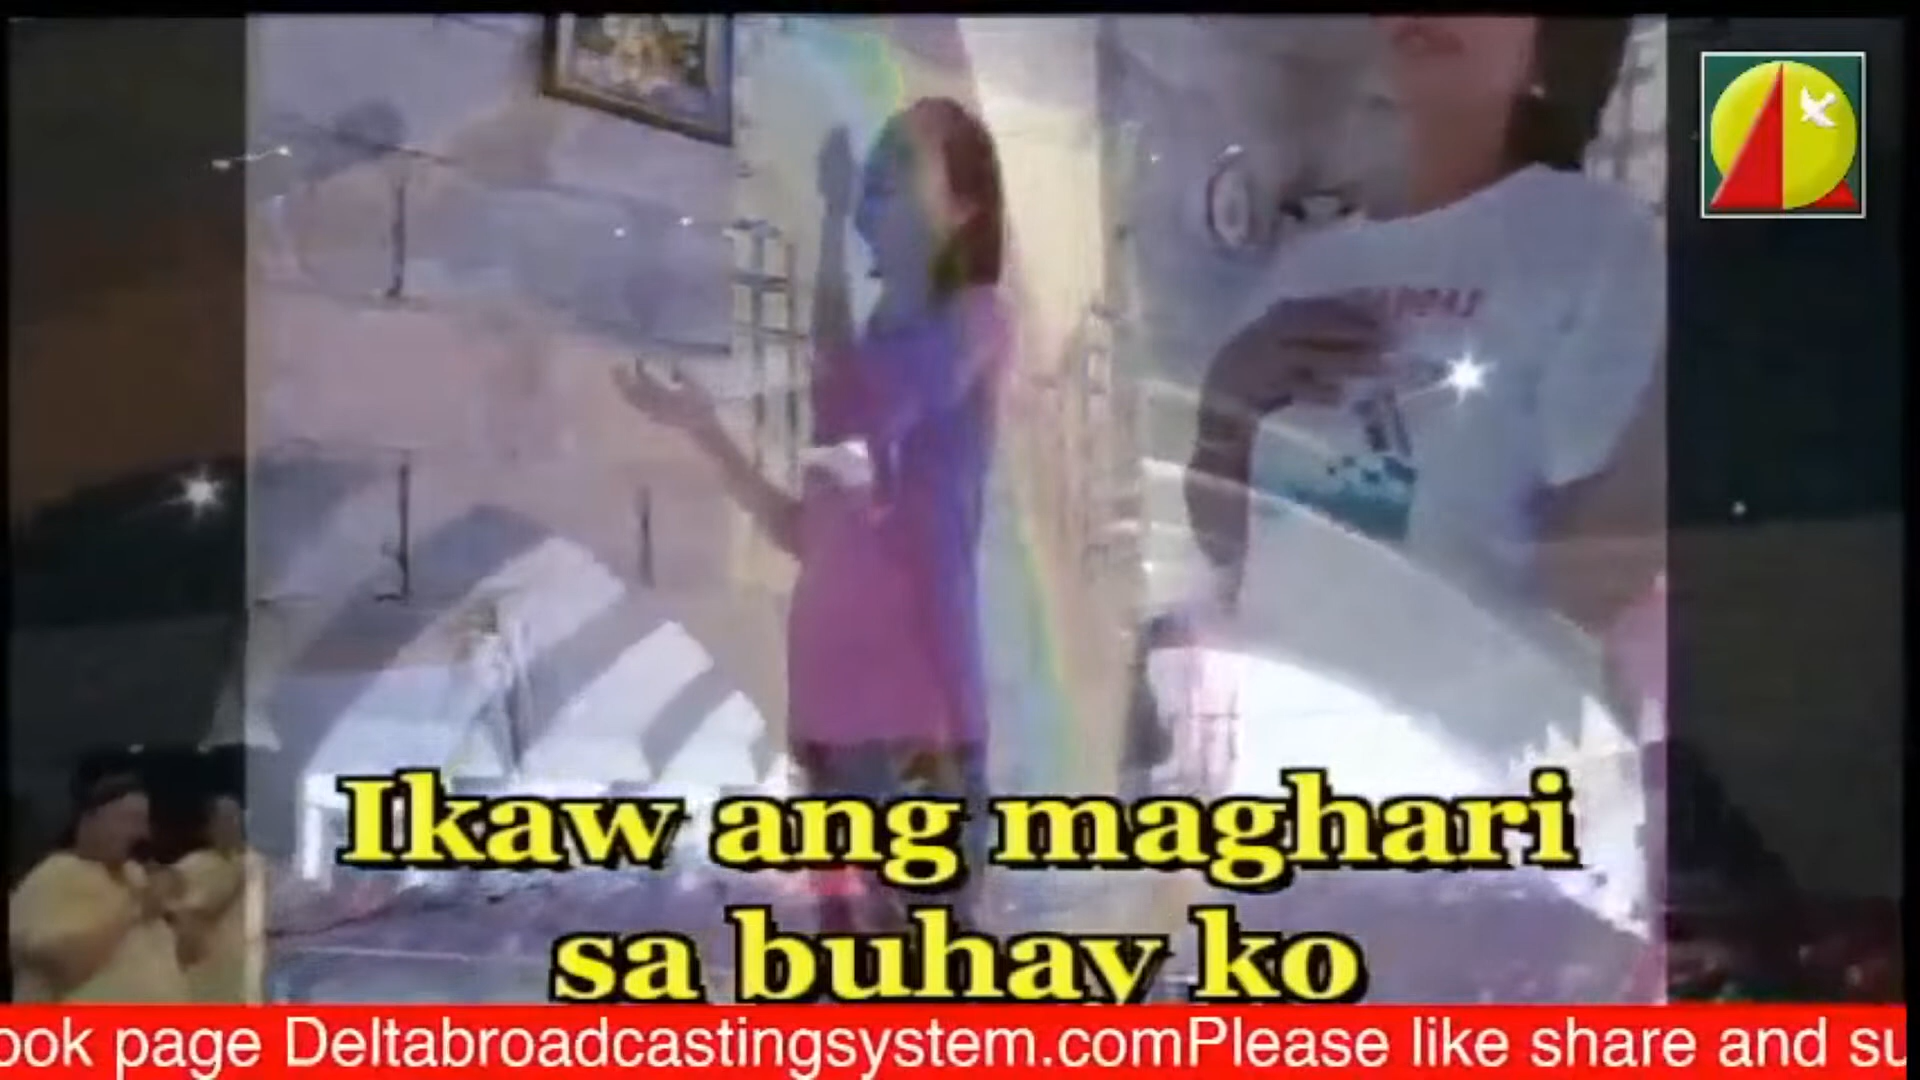 Ikaw ang maghari
sa buhay ko
ook page Deltabroadcastingsystem.comPlease like share and su